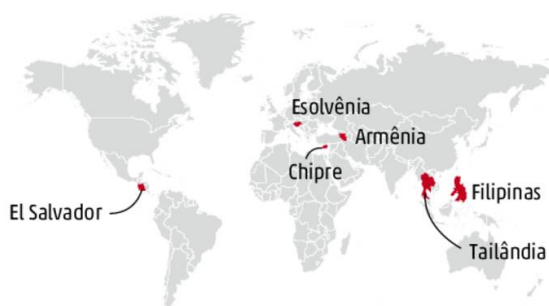 Esolvênia
Armênia
Chipre
El Salvador
Filipinas
Tailândia